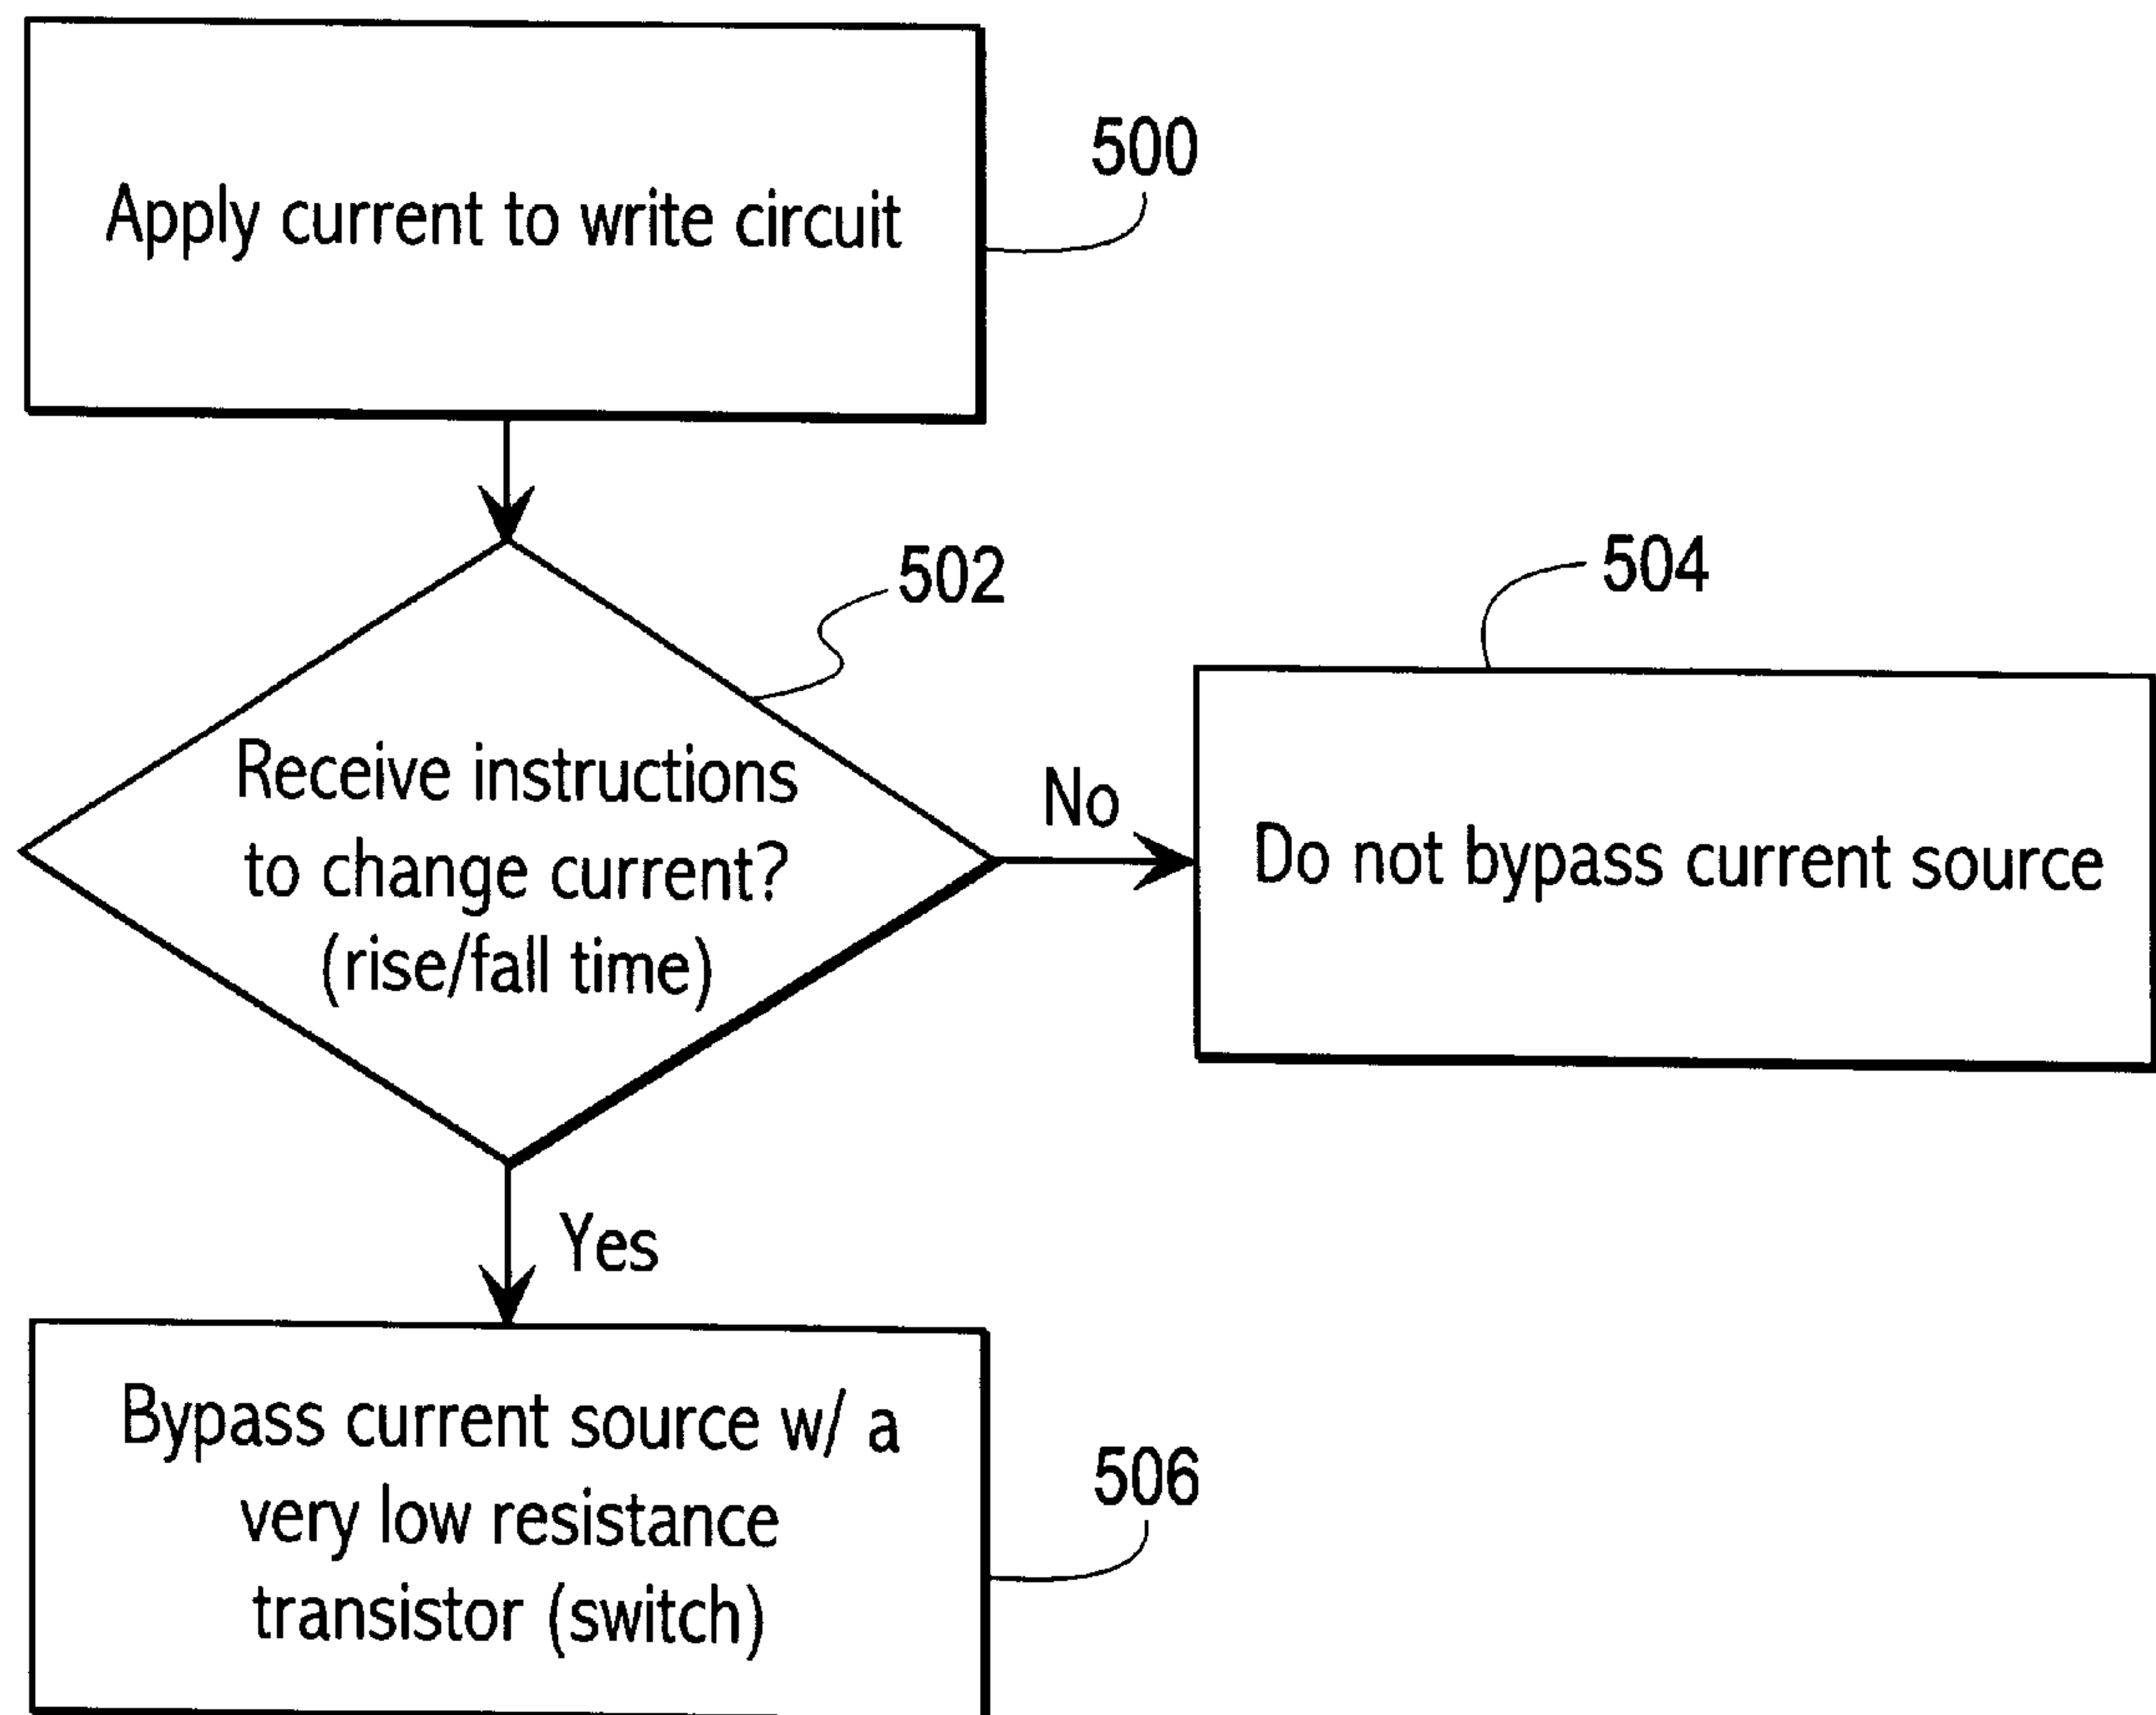 Apply current to write circuit
500
502
Receive instructions
to change current?
(rise/fall time)
No
504
Do not bypass current source
Yes
Bypass current source w/ a
very low resistance
transistor (switch)
506